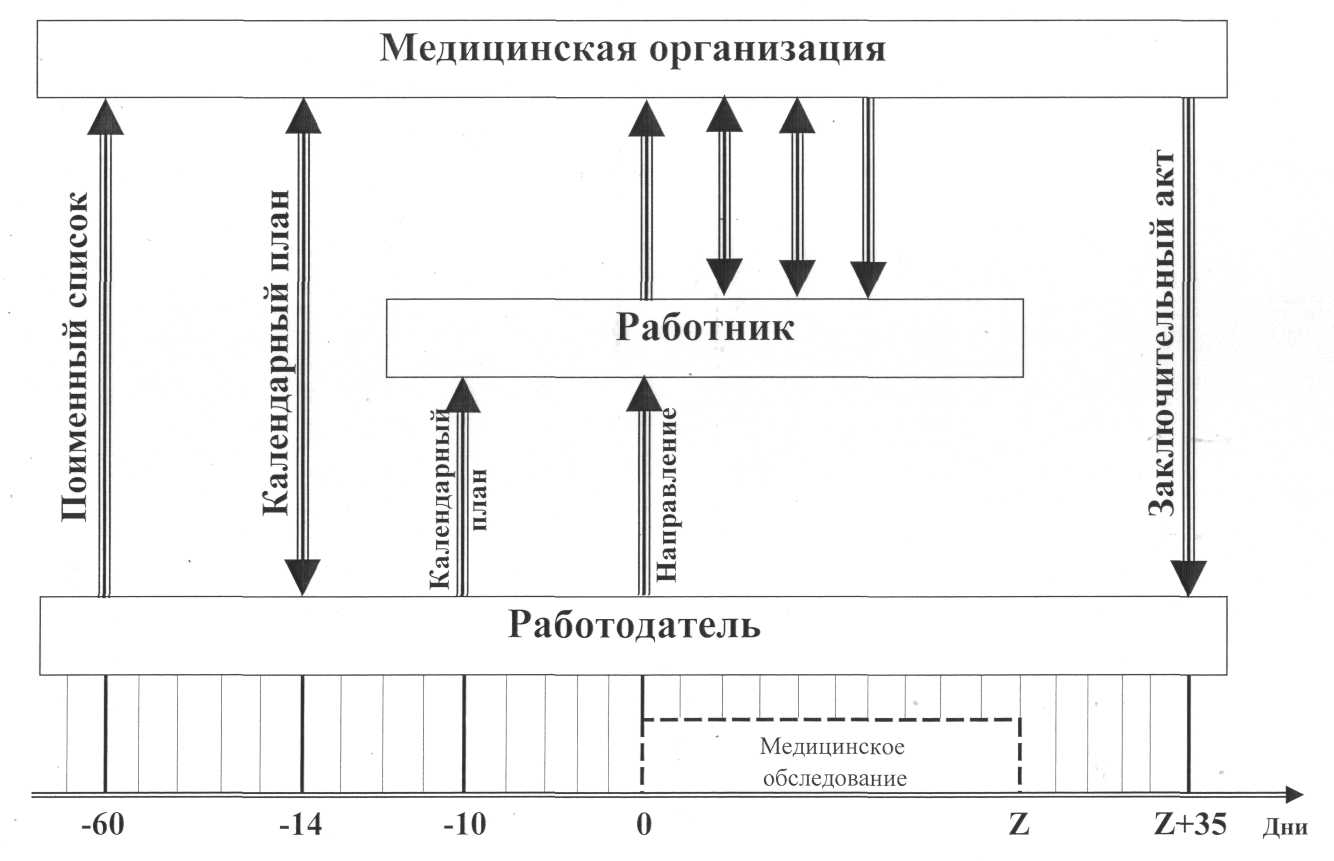 Медицинская организация
Поименный список
Календарный план
Заключительный акт
Работник
Календарный
план
Направление
Работодатель
Медицинское
обследование
-60 -14 -10 0 Z Z+35 Дни